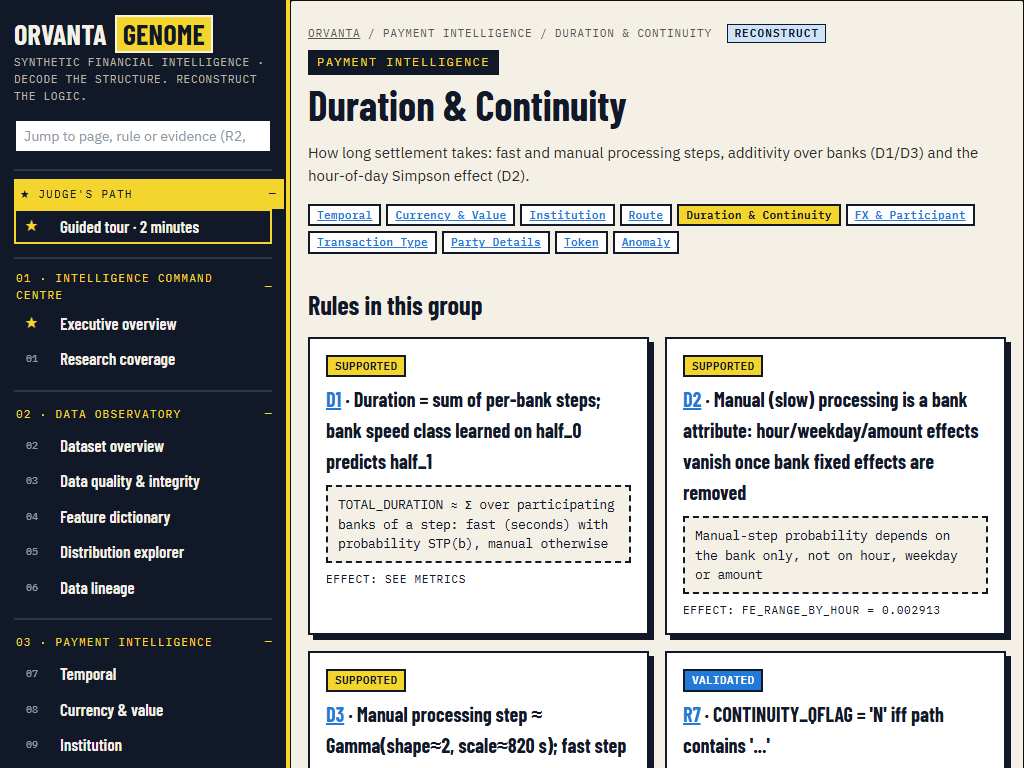 ORVANTA GENOME
SYNTHETIC FINANCIAL INTELLIGENCE ·
DECODE THE STRUCTURE. RECONSTRUCT
THE LOGIC.
Jump to page, rule or evidence (R2,
★ JUDGE'S PATH –
★ Guided tour · 2 minutes
01 · INTELLIGENCE COMMAND
CENTRE –
★ Executive overview
01 Research coverage
02 · DATA OBSERVATORY –
02 Dataset overview
03 Data quality & integrity
04 Feature dictionary
05 Distribution explorer
06 Data lineage
03 · PAYMENT INTELLIGENCE –
07 Temporal
08 Currency & value
09 Institution
ORVANTA / PAYMENT INTELLIGENCE / DURATION & CONTINUITY RECONSTRUCT
PAYMENT INTELLIGENCE
Duration & Continuity
How long settlement takes: fast and manual processing steps, additivity over banks (D1/D3) and the
hour-of-day Simpson effect (D2).
Temporal Currency & Value Institution Route Duration & Continuity FX & Participant
Transaction Type Party Details Token Anomaly
Rules in this group
SUPPORTED
D1 · Duration = sum of per-bank steps;
bank speed class learned on half_0
predicts half_1
TOTAL_DURATION ≈ Σ over participating
banks of a step: fast (seconds) with
probability STP(b), manual otherwise
EFFECT: SEE METRICS
SUPPORTED
D2 · Manual (slow) processing is a bank
attribute: hour/weekday/amount effects
vanish once bank fixed effects are
removed
Manual-step probability depends on
the bank only, not on hour, weekday
or amount
EFFECT: FE_RANGE_BY_HOUR = 0.002913
SUPPORTED
D3 · Manual processing step ≈
Gamma(shape≈2, scale≈820 s); fast step
VALIDATED
R7 · CONTINUITY_QFLAG = 'N' iff path
contains '...'